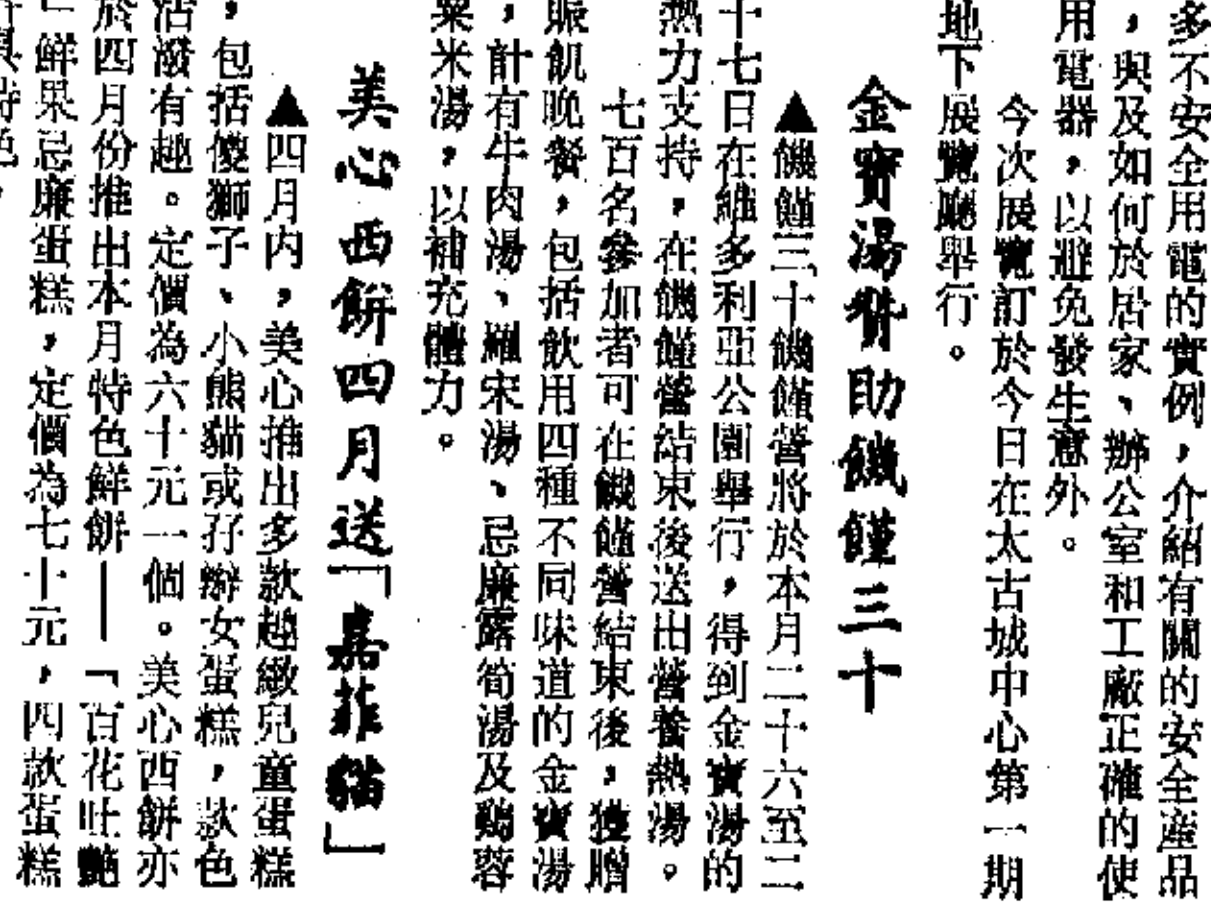 多不安全用電的實例，介紹有關的安全産品
，與及如何於居家、辦公室和工廠正確的使
用電器，以避免發生意外。
今次展覽訂於今日在太古城中心第一期
地下展覽廳舉行。
金寶湯贊助饑饉三十
▲饑饉三十饑饉營將於本月二十六至二
十七日在維多利亞公園舉行，得到金寶湯的
熱力支持，在饑饉營結束後送出營養熱湯。
七百名參加者可在饑饉營結束後，獲贈
賑飢晚餐，包括飲用四種不同味道的金寶湯
，計有牛肉湯、羅宋湯、忌廉露筍湯及鷄蓉
粟米湯，以補充體力。
美心西餅四月送「嘉菲貓」
▲四月内，美心推出多款趣緻兒童蛋糕
，包括傻獅子、小熊貓或孖辮女蛋糕，款色
活潑有趣。定價為六十元一個。美心西餅亦
於四月份推出本月特色鮮餅——「百花吐艷
」鮮果忌廉蛋糕，定價為七十元，四款蛋糕